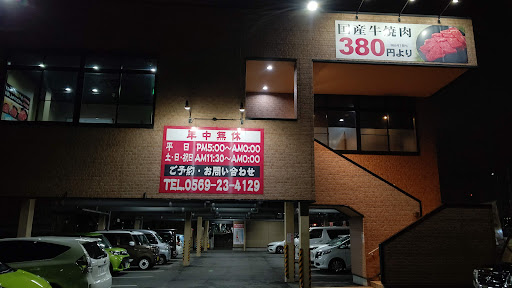 国産牛焼肉
380円より
年中無休
平　日 PM5:00～AM0:00
土・日・祝日 AM11:30～AM0:00
ご予約・お問い合わせ
TEL.0569-23-4129